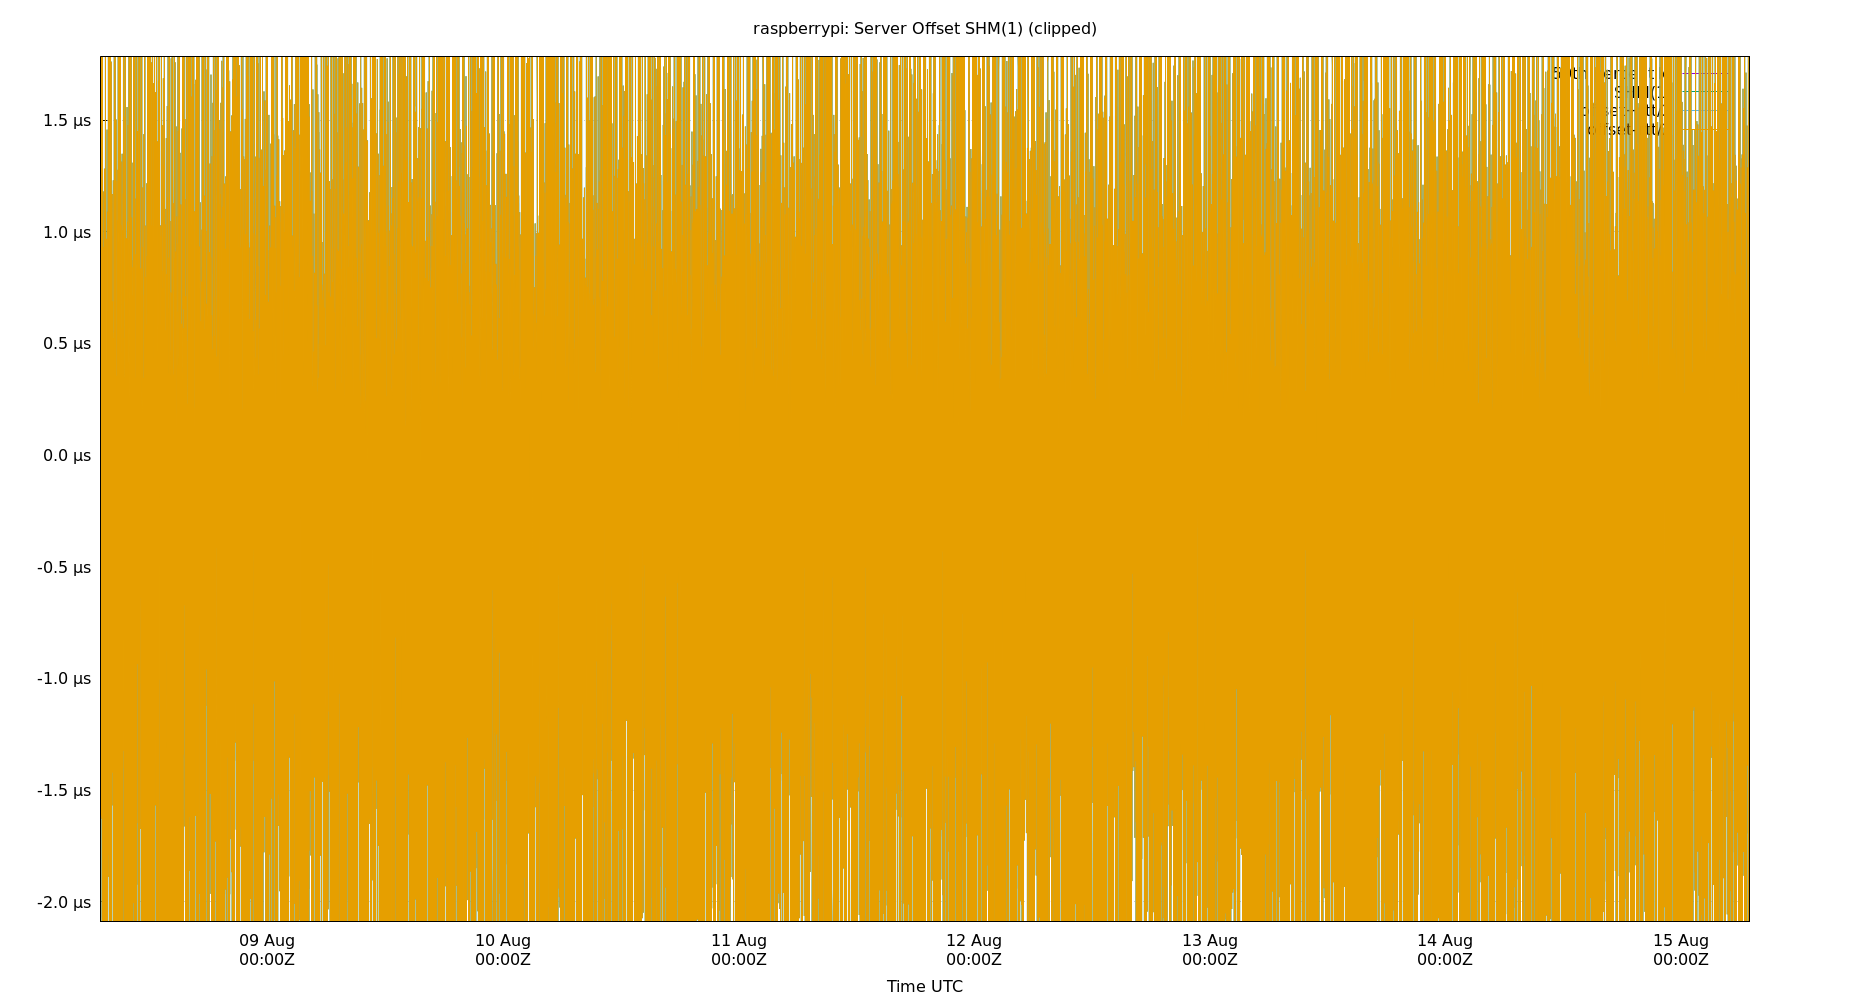 raspberrypi: Server Offset SHM(1) (clipped)
1.5 µs
1.0 µs
0.5 µs
0.0 µs
-0.5 µs
-1.0 µs
-1.5 µs
-2.0 µs
09 Aug 10 Aug 11 Aug 12 Aug 13 Aug 14 Aug 15 Aug
00:00Z 00:00Z 00:00Z 00:00Z 00:00Z 00:00Z 00:00Z
Time UTC